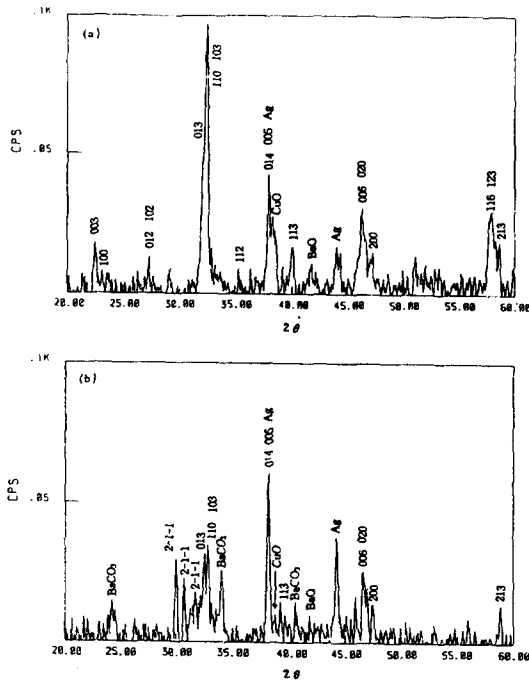 .1K
(a)
CPS
.05
003
100
012 102
013
110 103
112
014 005 Ag
CuO
113
BaO
Ag
006 020
200
116 123
213
20.00 25.00 30.00 35.00 40.00 45.00 50.00 55.00 60.0
2θ
.1K
(b)
CPS
.05
BaCO3
2-1-1
2-1-1
2-1-1
013
110 103
BaCO3
014 005 Ag
CuO
113
BaCO3
BaO
Ag
006 020
200
213
20.00 25.00 30.00 35.00 40.00 45.00 50.00 55.00 60.00
2θ